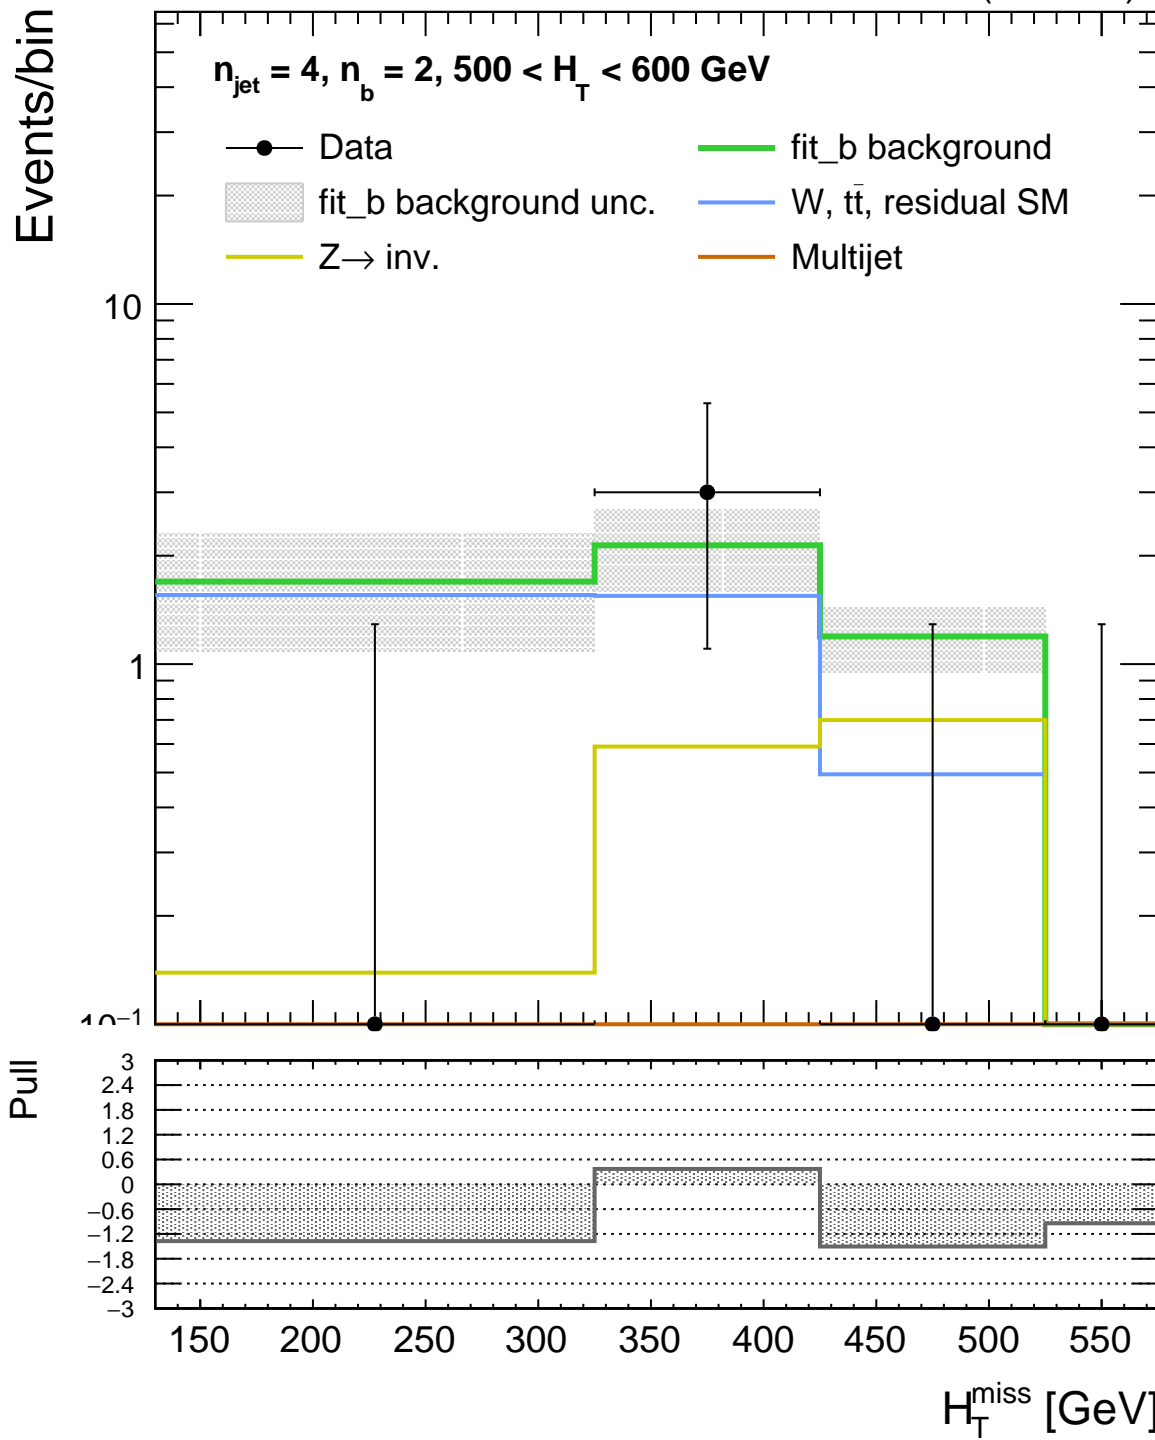 n_jet = 4, n_b = 2, 500 < H_T < 600 GeV
Data
fit_b background
fit_b background unc.
W, tt̄, residual SM
Z→ inv.
Multijet
Events/bin
10
1
10⁻¹
Pull
3
2.4
1.8
1.2
0.6
0
−0.6
−1.2
−1.8
−2.4
−3
150 200 250 300 350 400 450 500 550
H_T^miss [GeV]